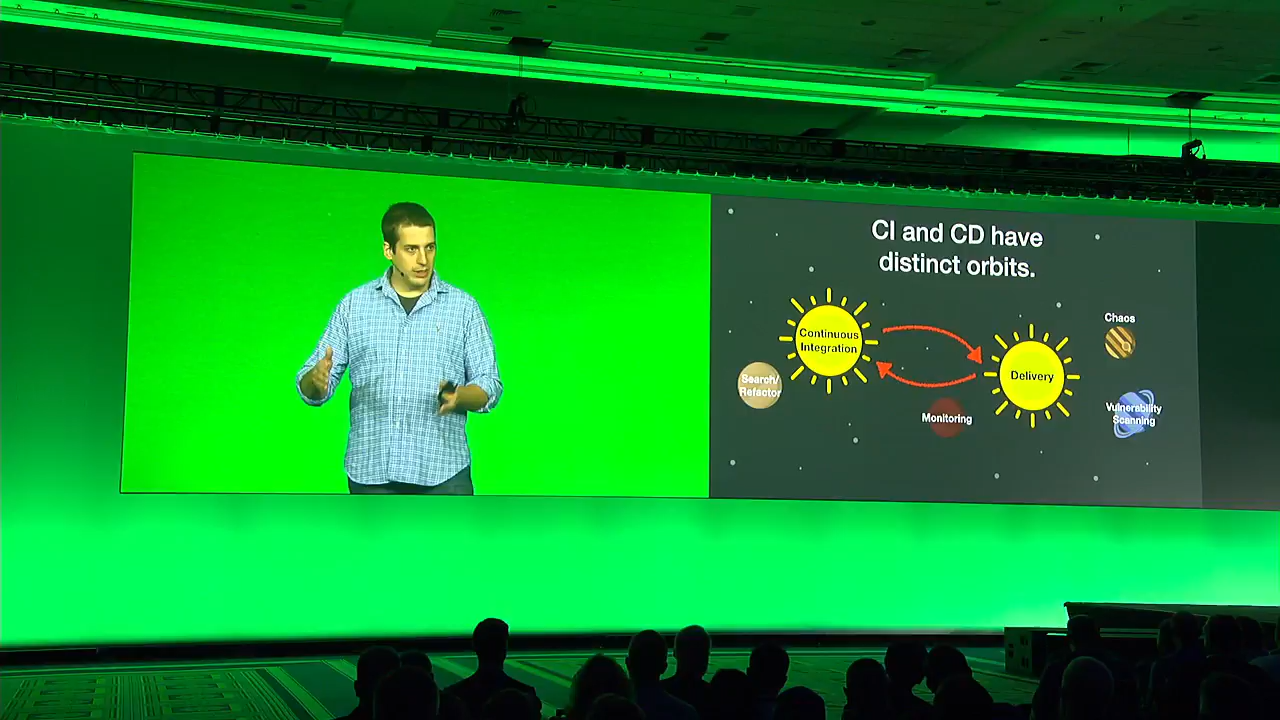 CI and CD have
distinct orbits.
Continuous
Integration
Delivery
Chaos
Search/
Refactor
Monitoring
Vulnerability
Scanning